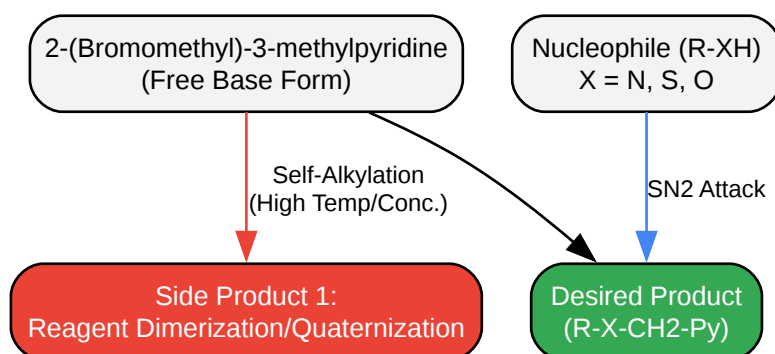 2-(Bromomethyl)-3-methylpyridine
(Free Base Form)
Nucleophile (R-XH)
X = N, S, O
Self-Alkylation
(High Temp/Conc.)
SN2 Attack
Side Product 1:
Reagent Dimerization/Quaternization
Desired Product
(R-X-CH2-Py)